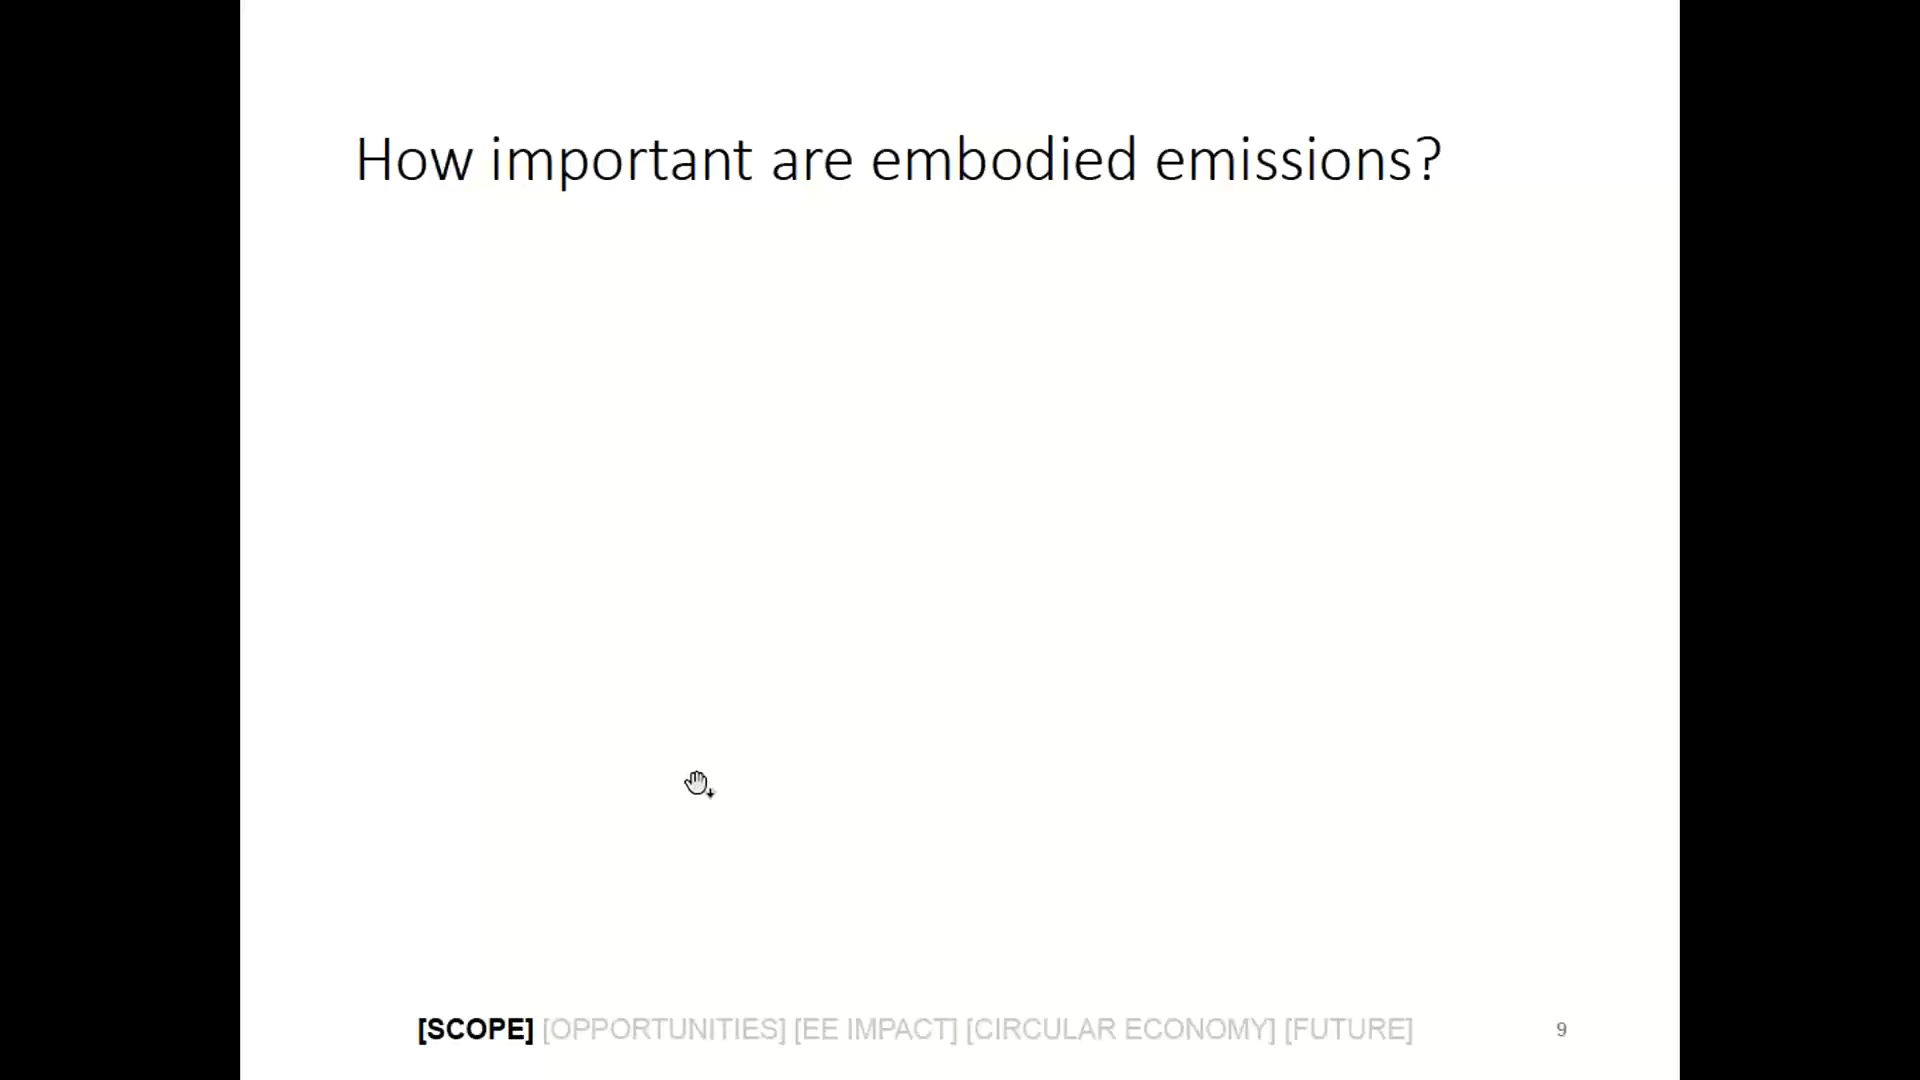 How important are embodied emissions?
[SCOPE] [OPPORTUNITIES] [EE IMPACT] [CIRCULAR ECONOMY] [FUTURE] 9